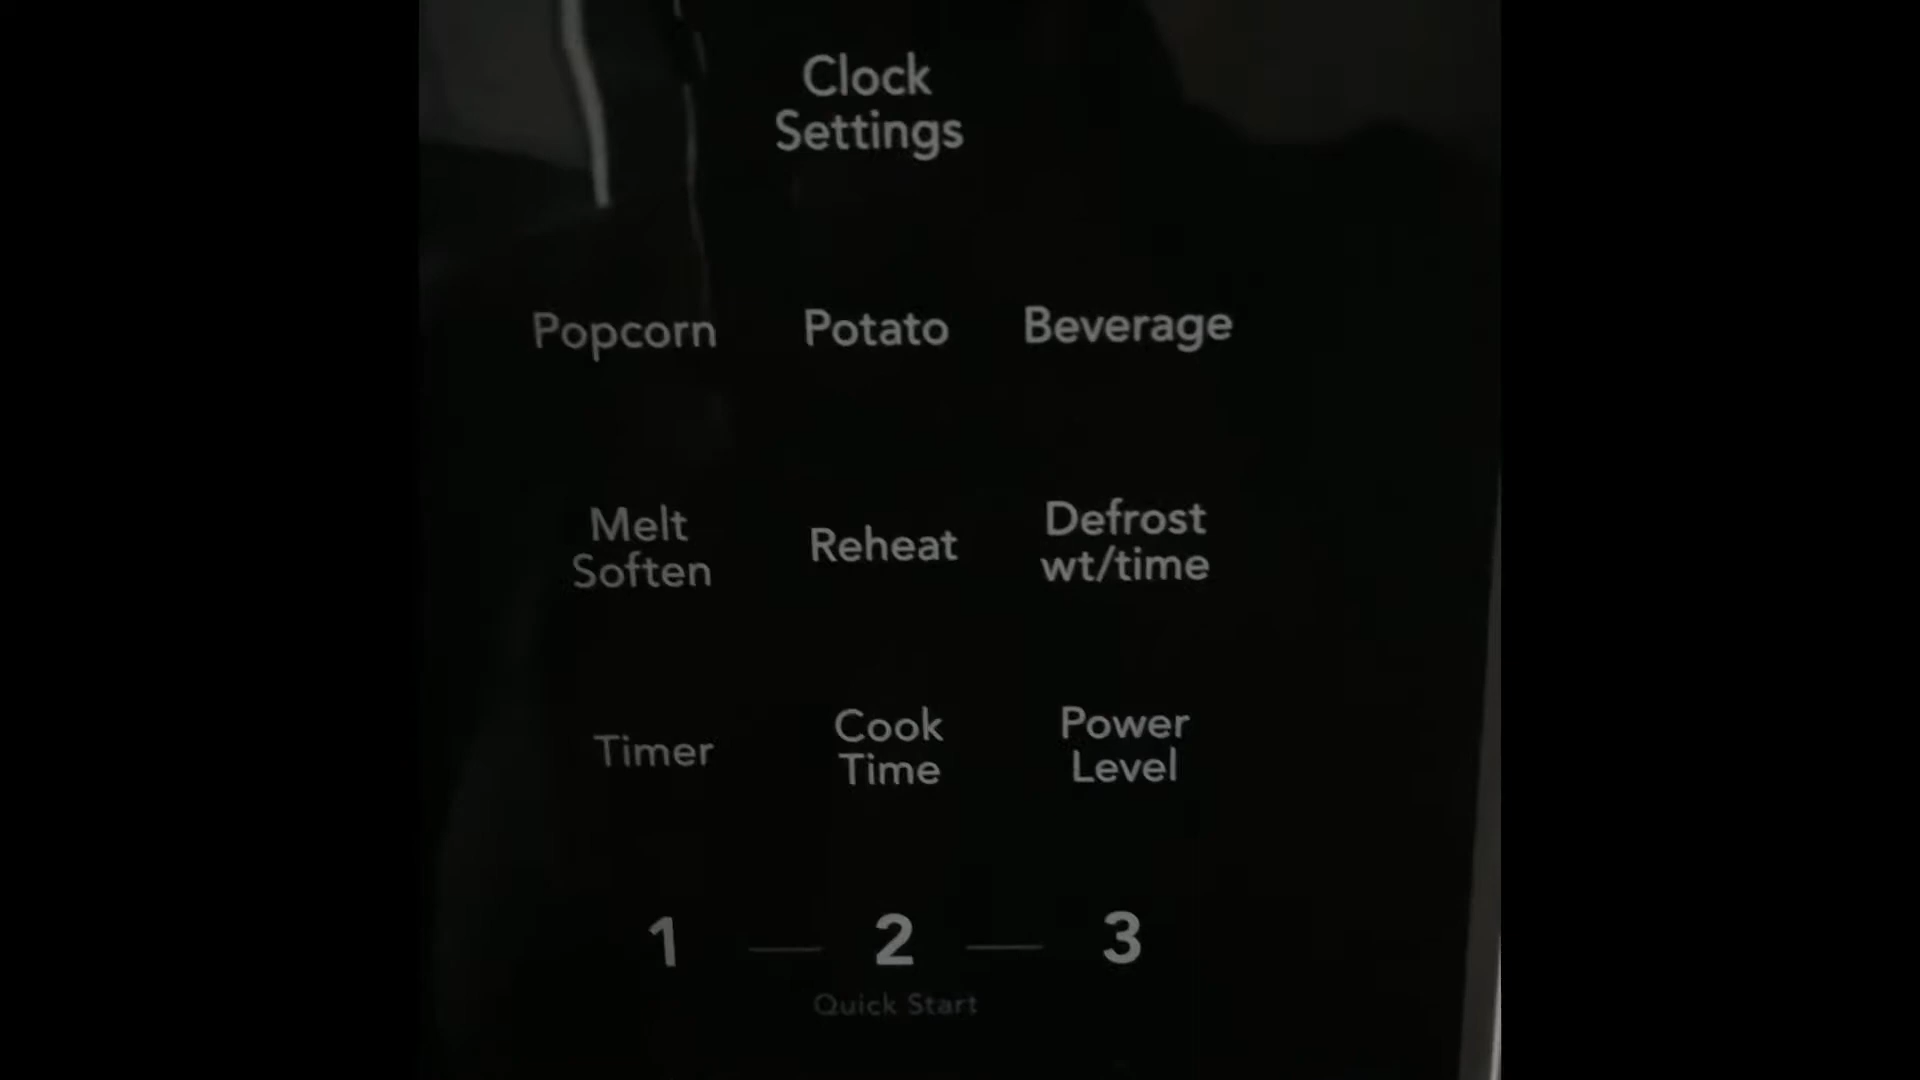 Clock
Settings
Popcorn Potato Beverage
Melt
Soften
Reheat
Defrost
wt/time
Timer
Cook
Time
Power
Level
1 — 2 — 3
Quick Start